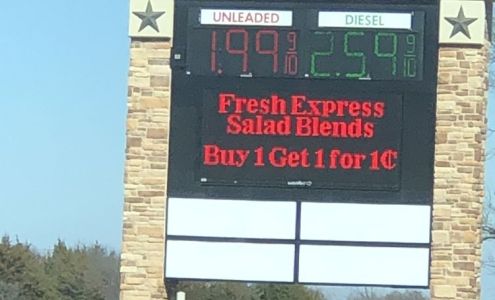 UNLEADED DIESEL
1.99 9/10 2.59 9/10
Fresh Express
Salad Blends
Buy 1 Get 1 for 1¢